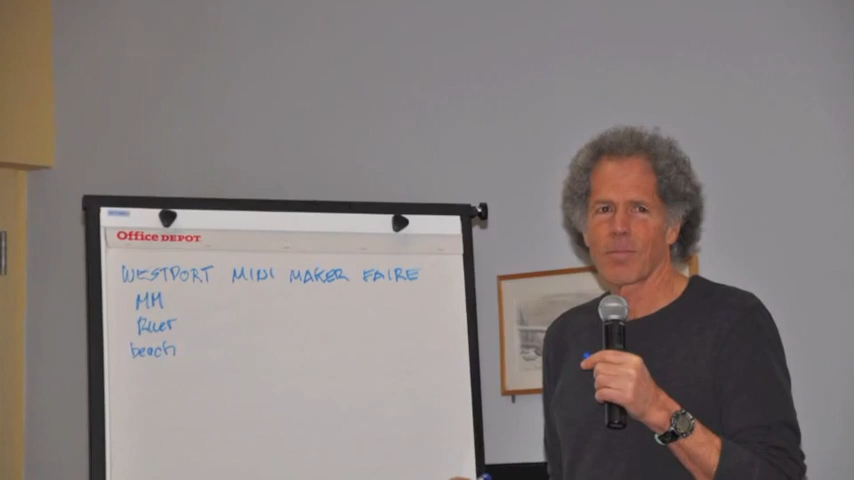 Office DEPOT
WESTPORT MINI MAKER FAIRE
MM
River
beach